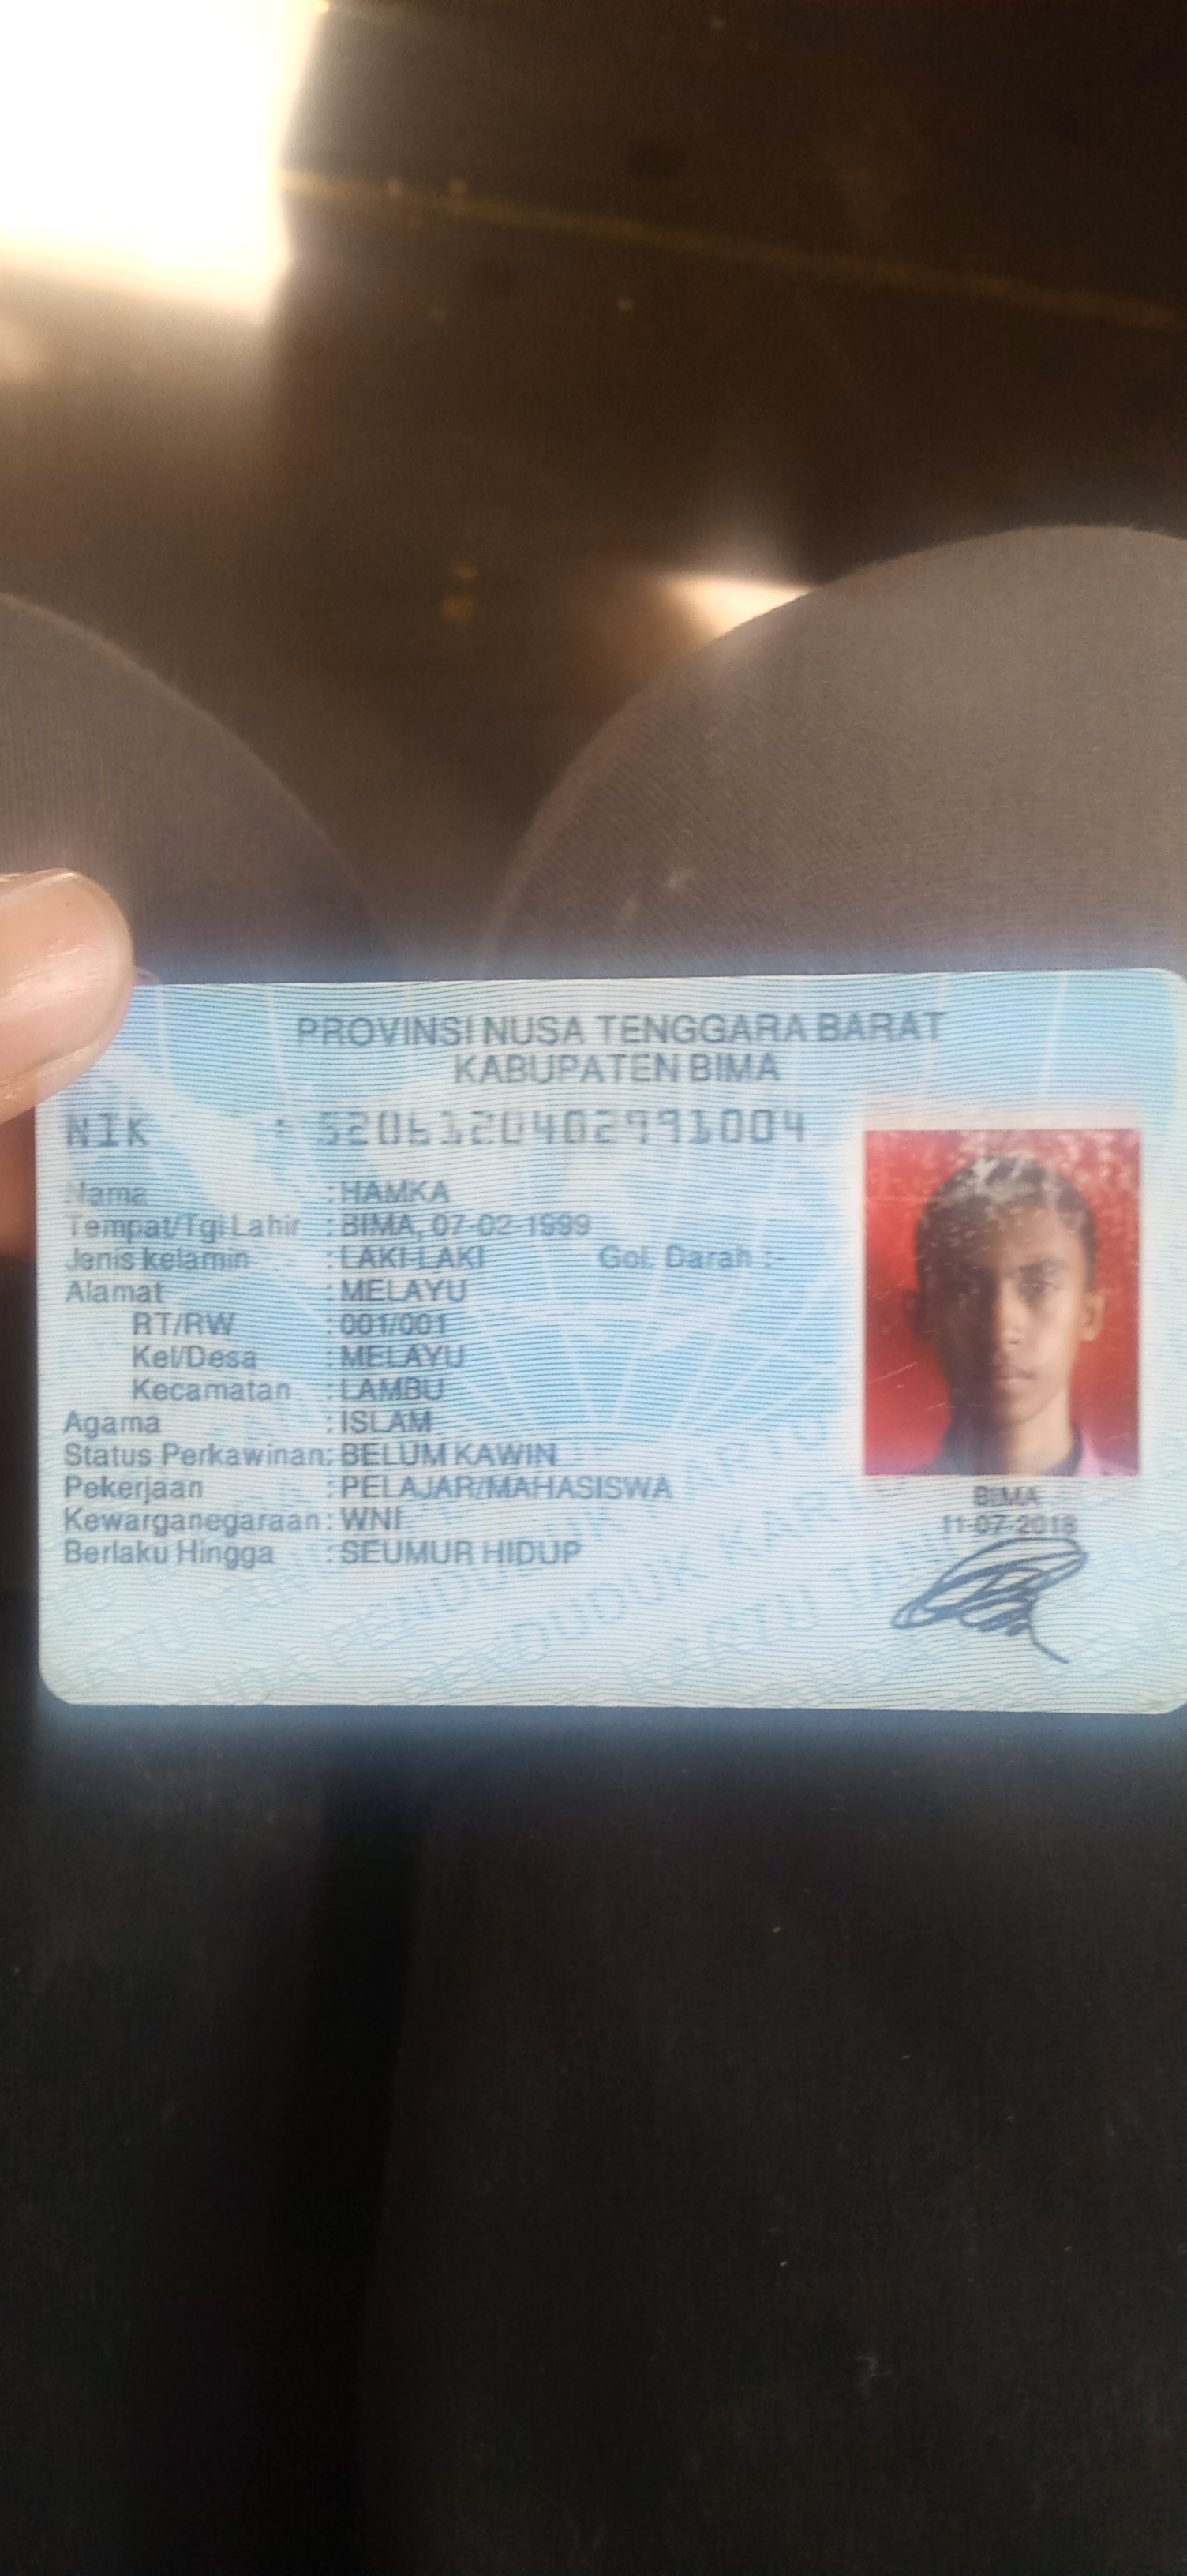 PROVINSI NUSA TENGGARA BARAT
KABUPATEN BIMA
NIK : 5206120402991004
Nama : HAMKA
Tempat/Tgl Lahir : BIMA, 07-02-1999
Jenis kelamin : LAKI-LAKI Gol. Darah : -
Alamat : MELAYU
RT/RW : 001/001
Kel/Desa : MELAYU
Kecamatan : LAMBU
Agama : ISLAM
Status Perkawinan: BELUM KAWIN
Pekerjaan : PELAJAR/MAHASISWA
Kewarganegaraan: WNI
Berlaku Hingga : SEUMUR HIDUP
BIMA
11-07-2018